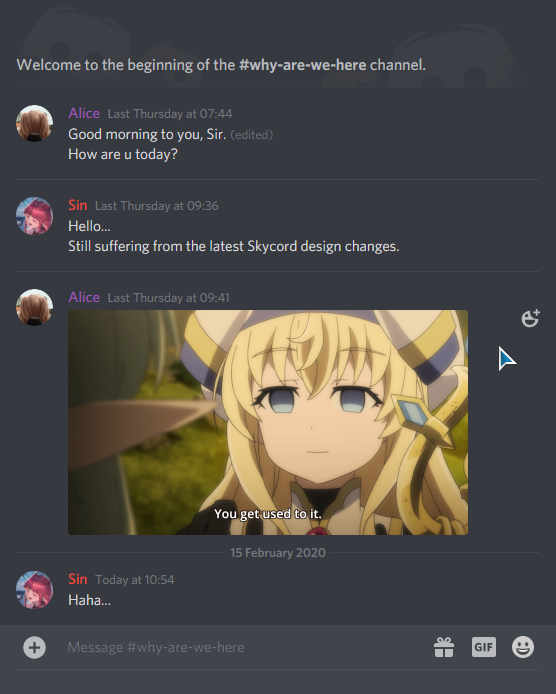 Welcome to the beginning of the #why-are-we-here channel.
Alice Last Thursday at 07:44
Good morning to you, Sir. (edited)
How are u today?
Sin Last Thursday at 09:36
Hello...
Still suffering from the latest Skycord design changes.
Alice Last Thursday at 09:41
You get used to it.
15 February 2020
Sin Today at 10:54
Haha...
Message #why-are-we-here
GIF